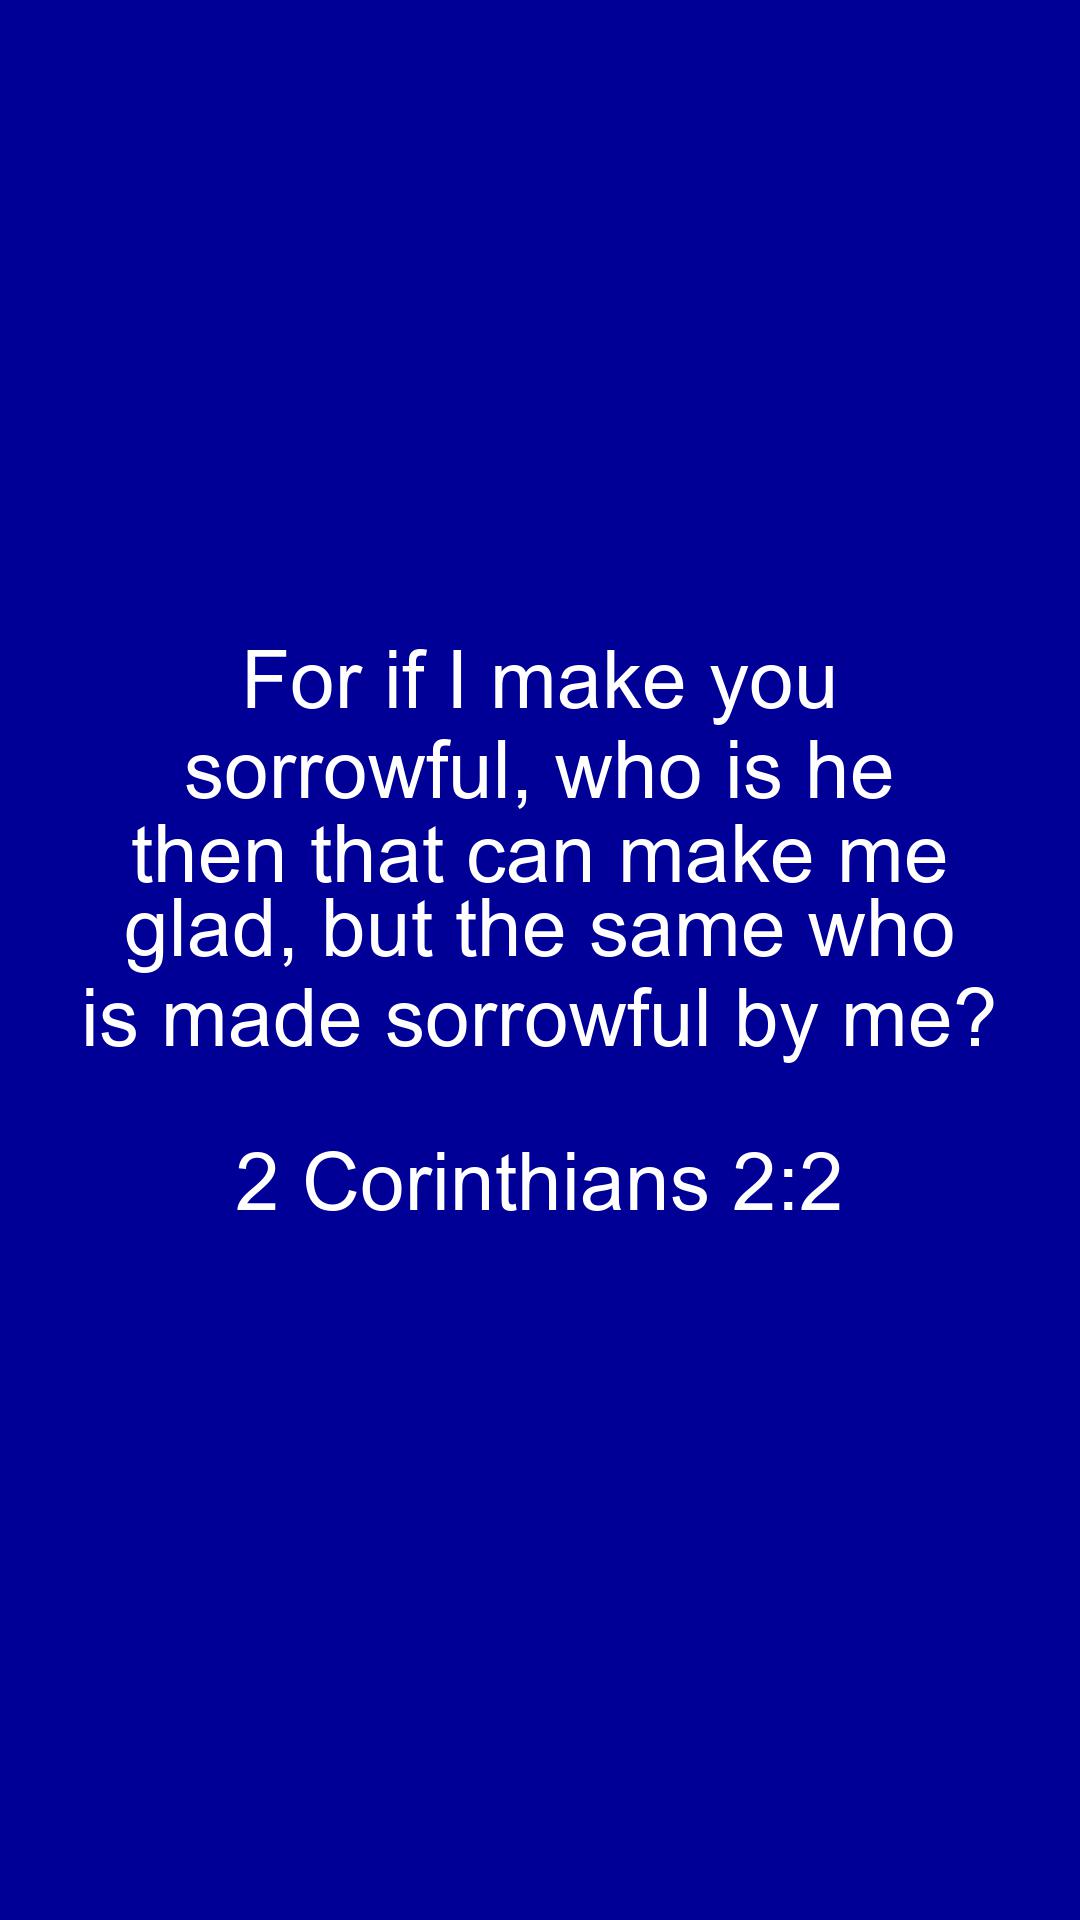 For if I make you
sorrowful, who is he
then that can make me
glad, but the same who
is made sorrowful by me?
2 Corinthians 2:2